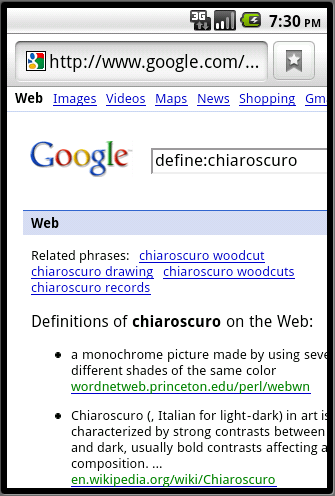 3G 7:30 PM
http://www.google.com/...
Web Images Videos Maps News Shopping Gma
Google define:chiaroscuro
Web
Related phrases: chiaroscuro woodcut
chiaroscuro drawing chiaroscuro woodcuts
chiaroscuro records
Definitions of chiaroscuro on the Web:
• a monochrome picture made by using seve
different shades of the same color
wordnetweb.princeton.edu/perl/webwn
• Chiaroscuro (, Italian for light-dark) in art is
characterized by strong contrasts between
and dark, usually bold contrasts affecting a
composition. ...
en.wikipedia.org/wiki/Chiaroscuro